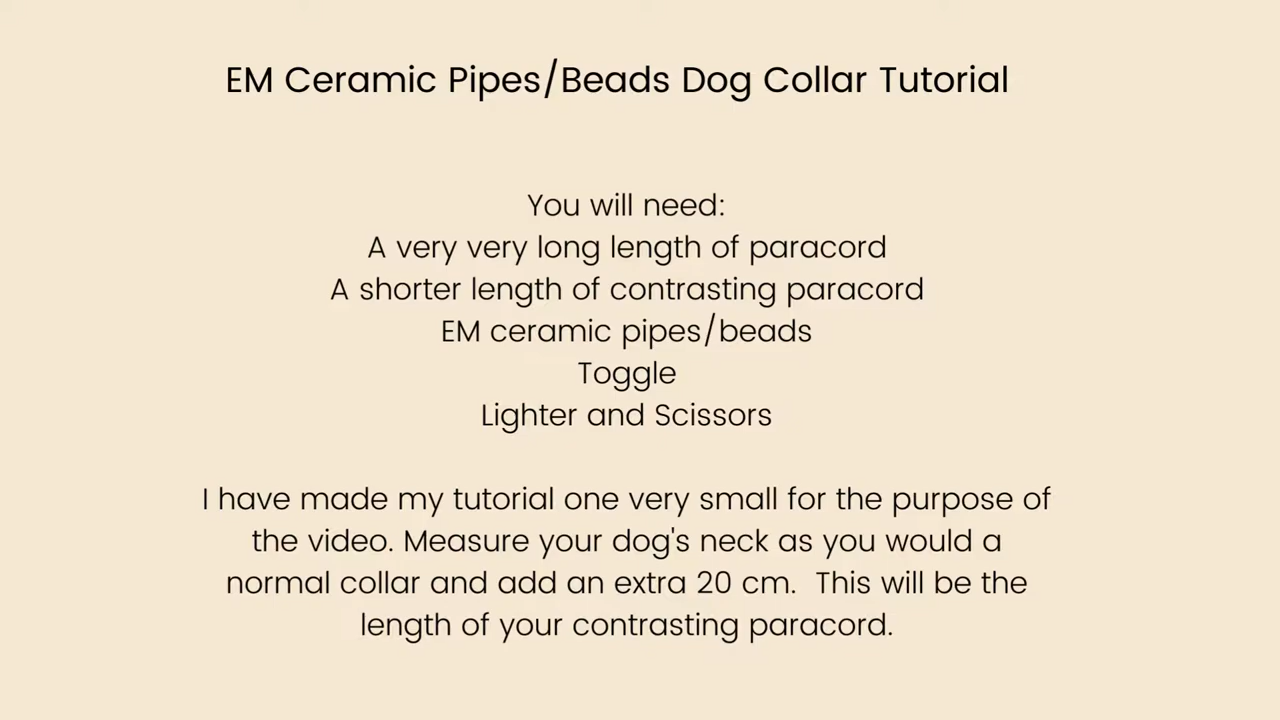 EM Ceramic Pipes/Beads Dog Collar Tutorial
You will need:
A very very long length of paracord
A shorter length of contrasting paracord
EM ceramic pipes/beads
Toggle
Lighter and Scissors
I have made my tutorial one very small for the purpose of
the video. Measure your dog's neck as you would a
normal collar and add an extra 20 cm.  This will be the
length of your contrasting paracord.